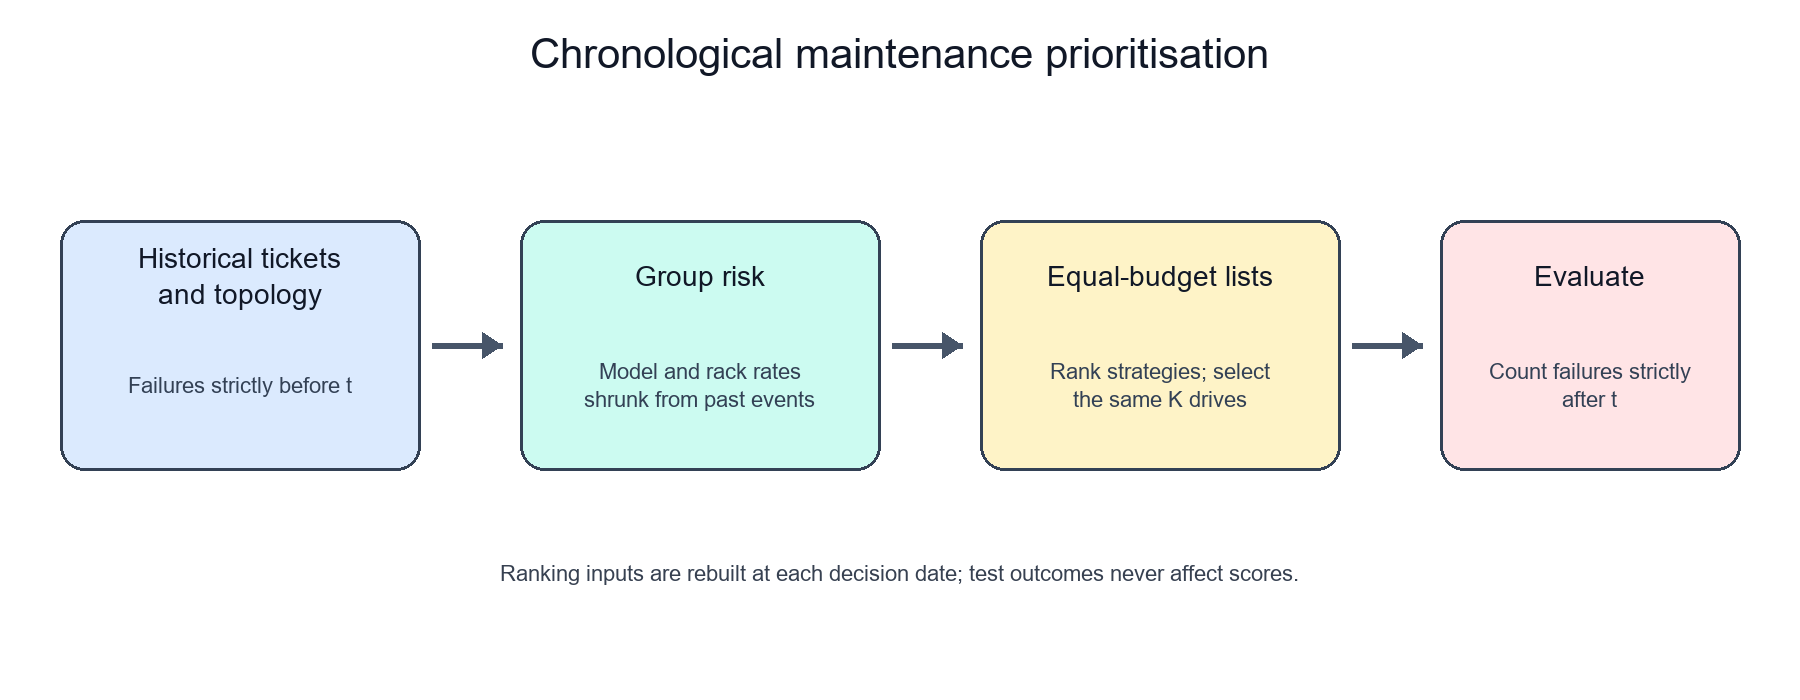 Chronological maintenance prioritisation
Historical tickets
and topology
Failures strictly before t
Group risk
Model and rack rates
shrunk from past events
Equal-budget lists
Rank strategies; select
the same K drives
Evaluate
Count failures strictly
after t
Ranking inputs are rebuilt at each decision date; test outcomes never affect scores.